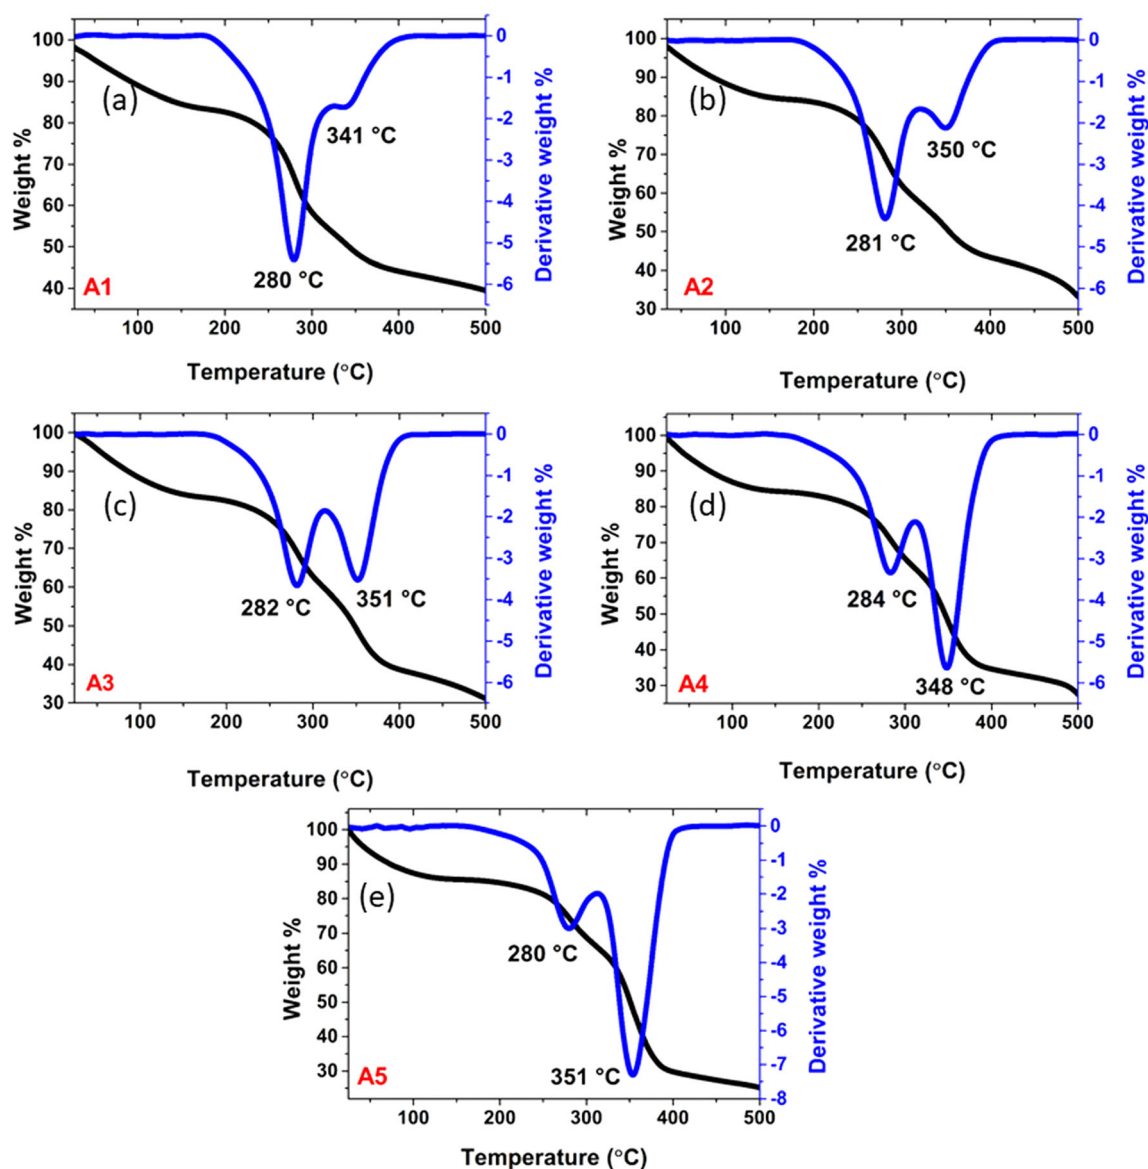 (a)
Weight %
100
90
80
70
60
50
40
0
-1
-2
-3
-4
-5
-6
Derivative weight %
341 °C
280 °C
A1
100 200 300 400 500
Temperature (°C)
(b)
Weight %
100
90
80
70
60
50
40
30
0
-1
-2
-3
-4
-5
-6
Derivative weight %
350 °C
281 °C
A2
100 200 300 400 500
Temperature (°C)
(c)
Weight %
100
90
80
70
60
50
40
30
0
-1
-2
-3
-4
-5
-6
Derivative weight %
282 °C 351 °C
A3
100 200 300 400 500
Temperature (°C)
(d)
Weight %
100
90
80
70
60
50
40
30
0
-1
-2
-3
-4
-5
-6
Derivative weight %
284 °C
348 °C
A4
100 200 300 400 500
Temperature (°C)
(e)
Weight %
100
90
80
70
60
50
40
30
0
-1
-2
-3
-4
-5
-6
-7
-8
Derivative weight %
280 °C
351 °C
A5
100 200 300 400 500
Temperature (°C)